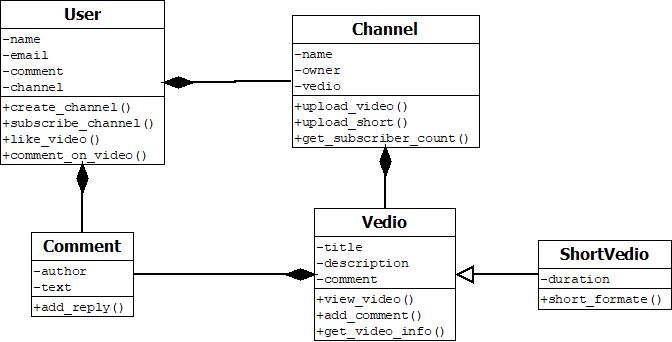 User
-name
-email
-comment
-channel
+create_channel()
+subscribe_channel()
+like_video()
+comment_on_video()
Channel
-name
-owner
-vedio
+upload_video()
+upload_short()
+get_subscriber_count()
Comment
-author
-text
+add_reply()
Vedio
-title
-description
-comment
+view_video()
+add_comment()
+get_video_info()
ShortVedio
-duration
+short_formate()